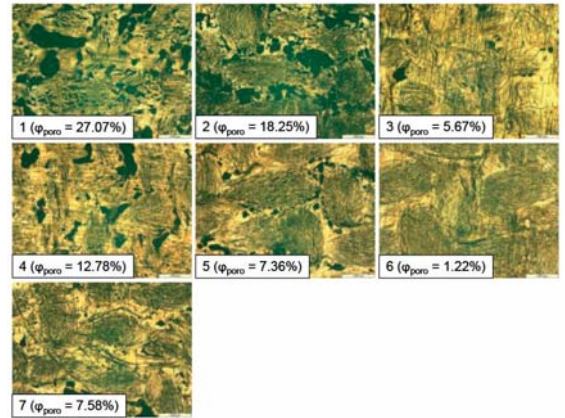 1 (φporo = 27.07%)
2 (φporo = 18.25%)
3 (φporo = 5.67%)
4 (φporo = 12.78%)
5 (φporo = 7.36%)
6 (φporo = 1.22%)
7 (φporo = 7.58%)